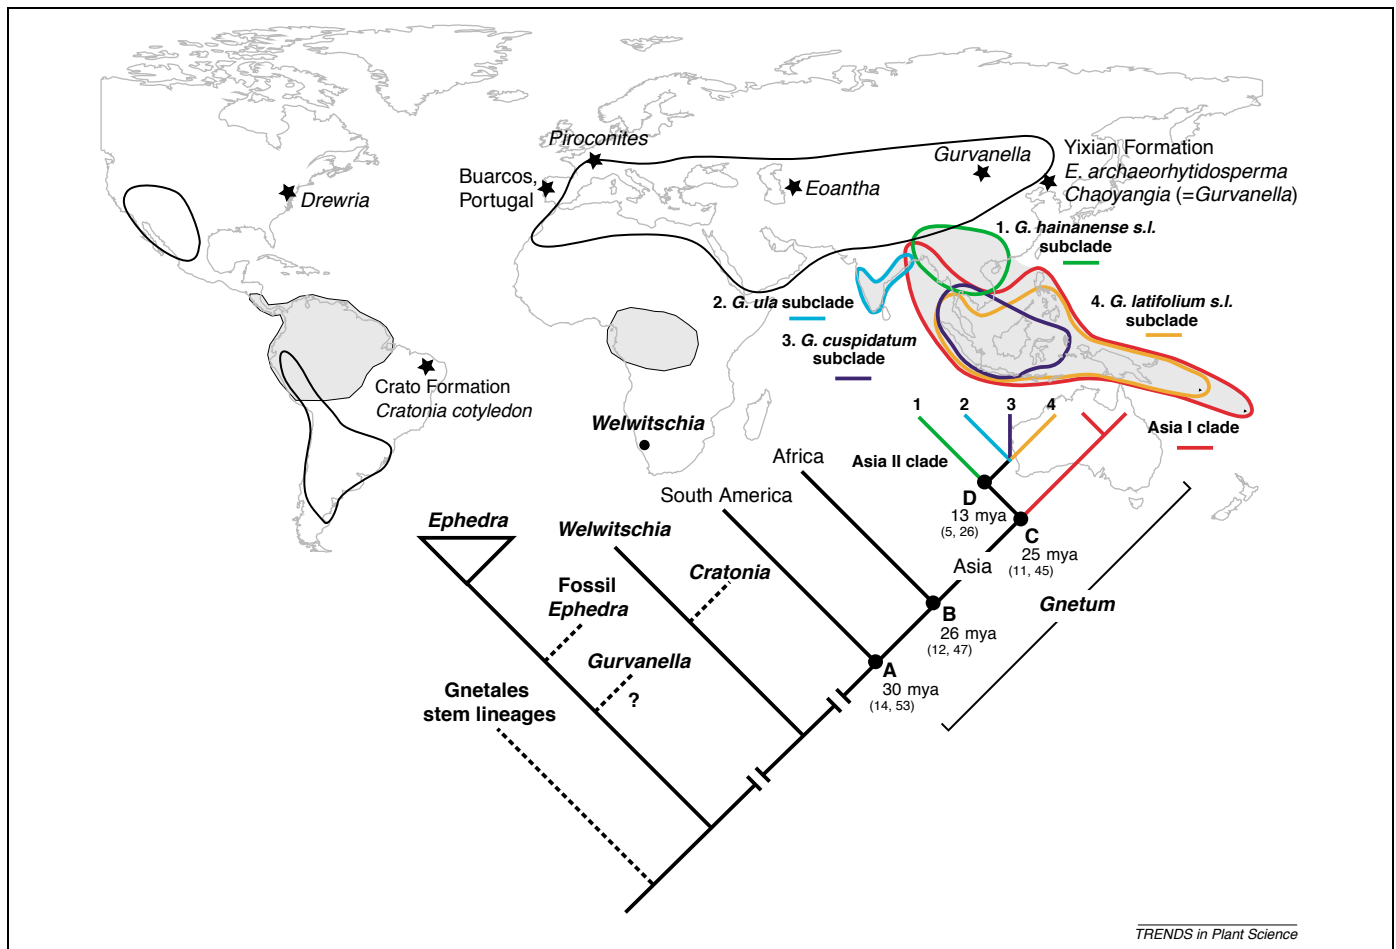 Piroconites
Buarcos,
Portugal
Drewria
Eoantha
Gurvanella
Yixian Formation
E. archaeorhytidosperma
Chaoyangia (=Gurvanella)
1. G. hainanense s.l.
subclade
2. G. ula subclade
3. G. cuspidatum
subclade
4. G. latifolium s.l.
subclade
Crato Formation
Cratonia cotyledon
Welwitschia
1
2
3
4
Asia I clade
Asia II clade
Africa
South America
D
13 mya
(5, 26)
C
25 mya
(11, 45)
Asia
Ephedra
Welwitschia
Cratonia
Fossil
Ephedra
Gnetum
B
26 mya
(12, 47)
Gurvanella
?
A
30 mya
(14, 53)
Gnetales
stem lineages
TRENDS in Plant Science